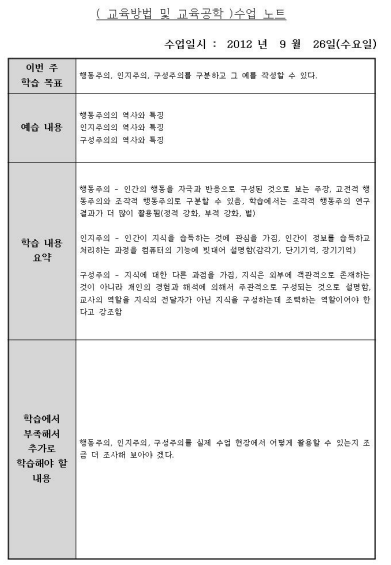 ( 교육방법 및 교육공학 )수업 노트
수업일시 : 2012 년 9 월 26일(수요일)
이번 주
학습 목표
행동주의, 인지주의, 구성주의를 구분하고 그 예를 작성할 수 있다.
예습 내용
행동주의의 역사와 특징
인지주의의 역사와 특징
구성주의의 역사와 특징
학습 내용
요약
행동주의 – 인간의 행동을 자극과 반응으로 구성된 것으로 보는 주장, 고전적 행
동주의와 조작적 행동주의로 구분할 수 있음, 학습에서는 조작적 행동주의 연구
결과가 더 많이 활용됨(정적 강화, 부적 강화, 벌)
인지주의 – 인간이 지식을 습득하는 것에 관심을 가짐, 인간이 정보를 습득하고
처리하는 과정을 컴퓨터의 기능에 빗대어 설명함(감각기, 단기기억, 장기기억)
구성주의 – 지식에 대한 다른 관점을 가짐, 지식은 외부에 객관적으로 존재하는
것이 아니라 개인의 경험과 해석에 의해서 주관적으로 구성되는 것으로 설명함,
교사의 역할을 지식의 전달자가 아닌 지식을 구성하는데 조력하는 역할이어야 한
다고 강조함
학습에서
부족해서
추가로
학습해야 할
내용
행동주의, 인지주의, 구성주의를 실제 수업 현장에서 어떻게 활용할 수 있는지 조
금 더 조사해 보아야 겠다.